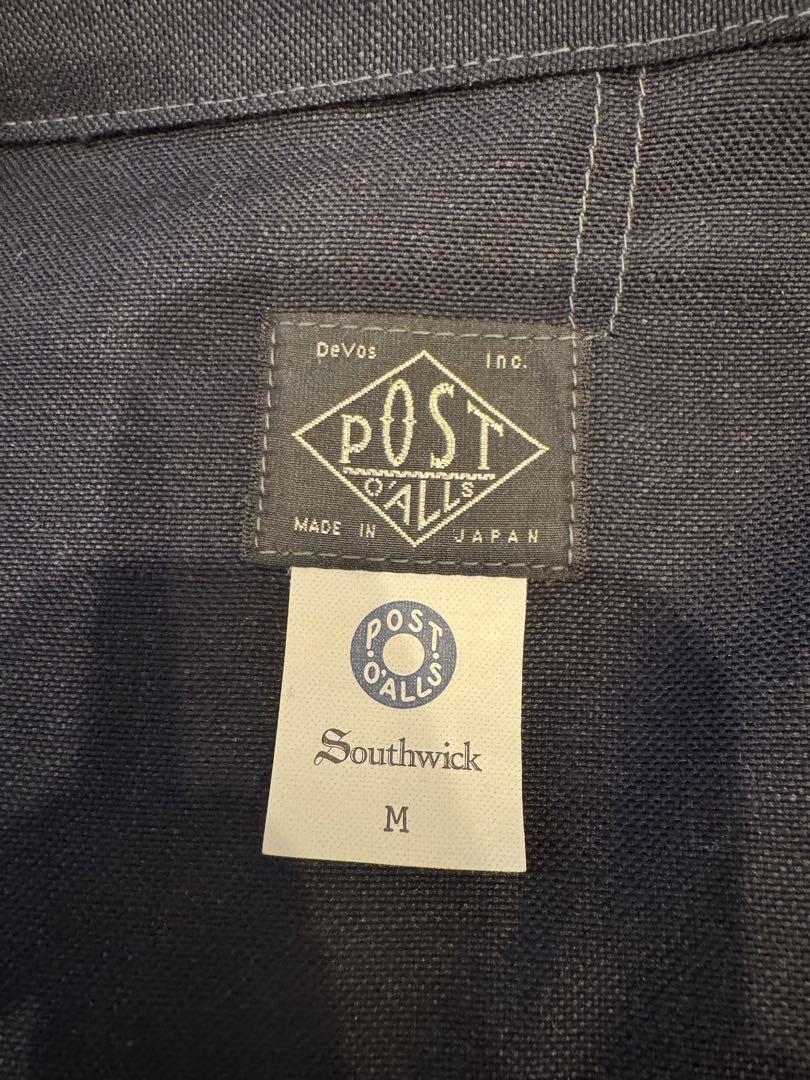 DeVos Inc.
POST
O'ALLS
MADE IN JAPAN
POST
O'ALLS
Southwick
M